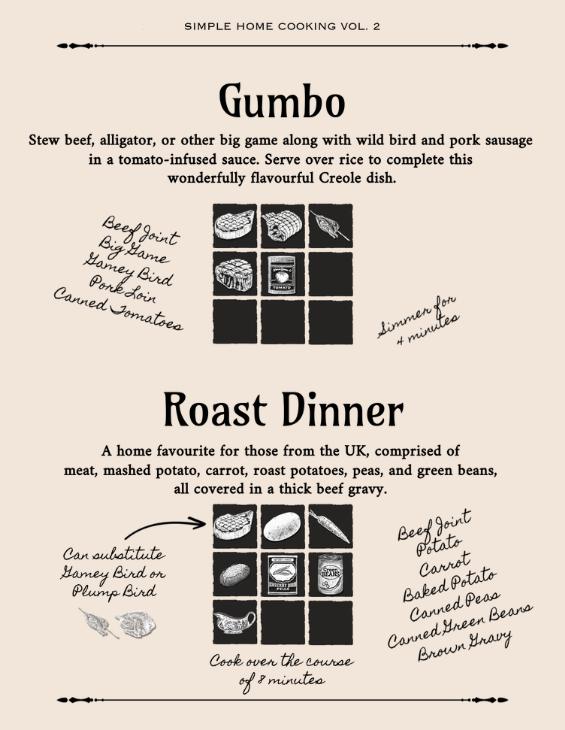 SIMPLE HOME COOKING VOL. 2
Gumbo
Stew beef, alligator, or other big game along with wild bird and pork sausage
in a tomato-infused sauce. Serve over rice to complete this
wonderfully flavourful Creole dish.
Beef Joint
Big Game
Gamey Bird
Pork Loin
Canned Tomatoes
TOMATO
Simmer for
4 minutes
Roast Dinner
A home favourite for those from the UK, comprised of
meat, mashed potato, carrot, roast potatoes, peas, and green beans,
all covered in a thick beef gravy.
Can substitute
Gamey Bird or
Plump Bird
PEAS
BEANS
Beef Joint
Potato
Carrot
Baked Potato
Canned Peas
Canned Green Beans
Brown Gravy
Cook over the course
of 8 minutes